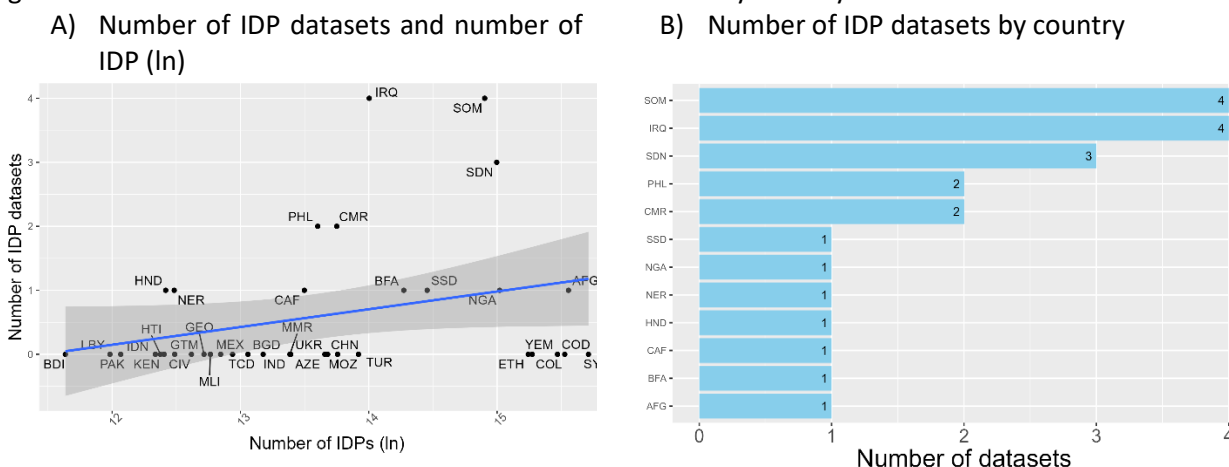 A) Number of IDP datasets and number of
IDP (ln)
B) Number of IDP datasets by country
Number of IDP datasets
4
3
2
1
0
IRQ
SOM
SDN
PHL CMR
HND
NER
CAF
BFA SSD
NGA
AFG
LBY
HTI
GEO
MMR
IDN
GTM
MEX BGD
UKR CHN
YEM COD
BDI
PAK
KEN CIV
MLI
TCD IND AZE MOZ
TUR
ETH
COL
SY
12 13 14 15
Number of IDPs (ln)
SOM 4
IRQ 4
SDN 3
PHL 2
CMR 2
SSD 1
NGA 1
NER 1
HND 1
CAF 1
BFA 1
AFG 1
0 1 2 3 4
Number of datasets